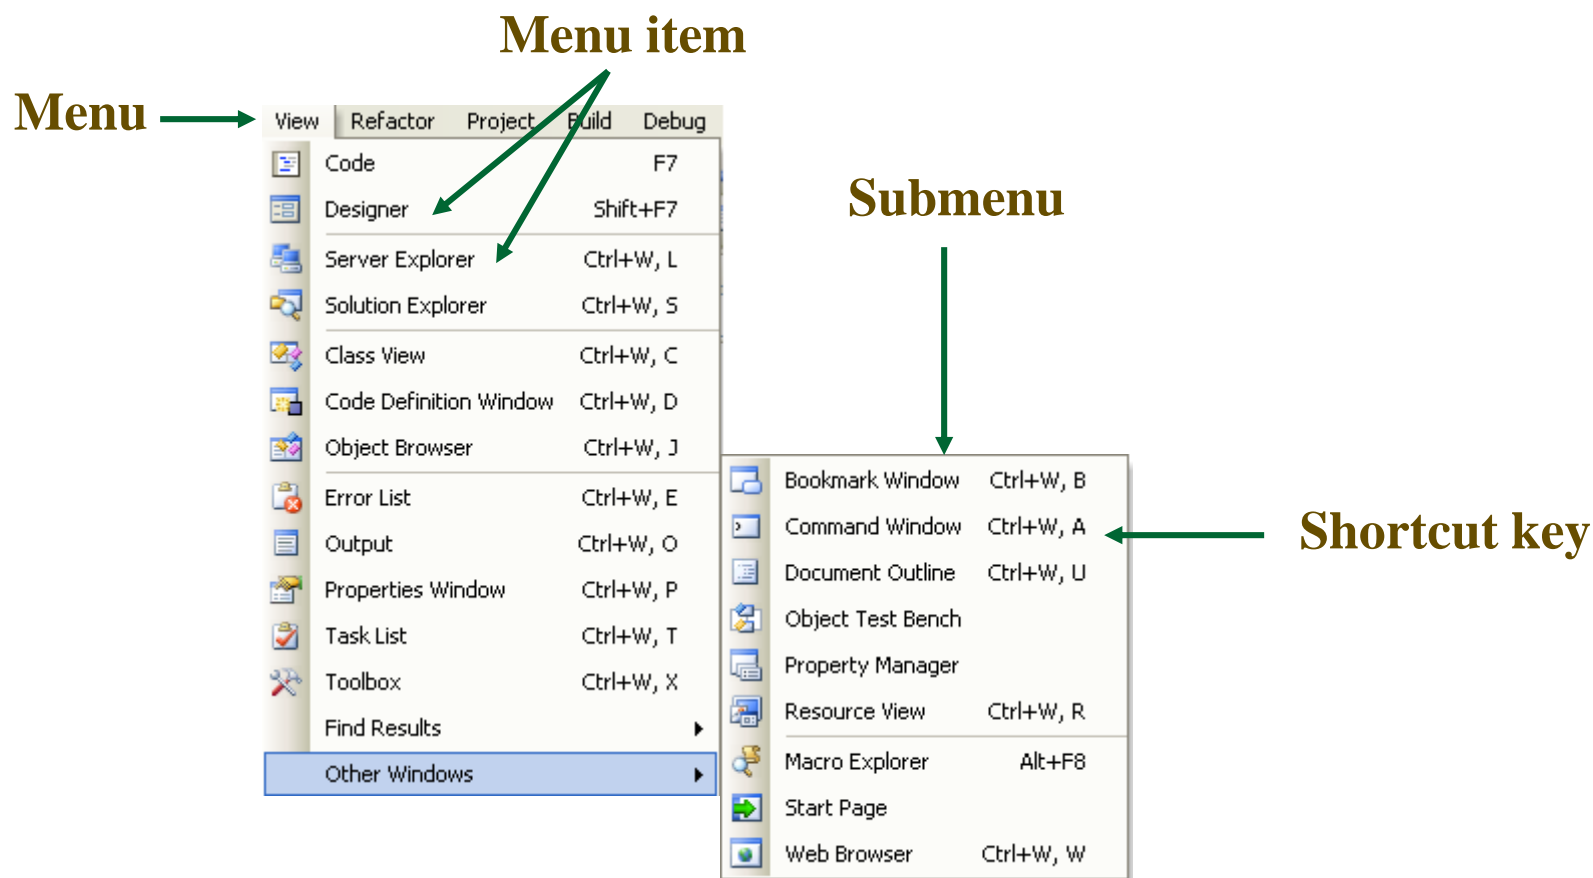 Menu item
Menu
View Refactor Project Build Debug
Code F7
Designer Shift+F7
Server Explorer Ctrl+W, L
Solution Explorer Ctrl+W, S
Class View Ctrl+W, C
Code Definition Window Ctrl+W, D
Object Browser Ctrl+W, J
Error List Ctrl+W, E
Output Ctrl+W, O
Properties Window Ctrl+W, P
Task List Ctrl+W, T
Toolbox Ctrl+W, X
Find Results
Other Windows
Submenu
Bookmark Window Ctrl+W, B
Command Window Ctrl+W, A
Document Outline Ctrl+W, U
Object Test Bench
Property Manager
Resource View Ctrl+W, R
Macro Explorer Alt+F8
Start Page
Web Browser Ctrl+W, W
Shortcut key